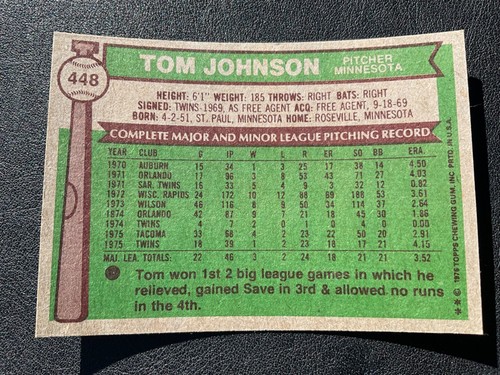 448
TOM JOHNSON
PITCHER
MINNESOTA
HEIGHT: 6'1" WEIGHT: 185 THROWS: RIGHT BATS: RIGHT
SIGNED: TWINS-1969, AS FREE AGENT ACQ: FREE AGENT, 9-18-69
BORN: 4-2-51, ST. PAUL, MINNESOTA HOME: ROSEVILLE, MINNESOTA
COMPLETE MAJOR AND MINOR LEAGUE PITCHING RECORD
YEAR CLUB G IP W L R ER SO BB ERA.
1970 AUBURN 15 34 1 3 25 17 38 14 4.50
1971 ORLANDO 17 96 3 8 53 43 71 27 4.03
1971 SAR. TWINS 16 33 5 4 9 3 32 12 0.82
1972 WISC. RAPIDS 24 172 10 17 88 69 188 53 3.61
1973 WILSON 46 116 8 9 50 34 114 37 2.64
1974 ORLANDO 42 87 9 7 21 18 45 30 1.86
1974 TWINS 4 7 2 0 0 0 4 0 0.00
1975 TACOMA 33 68 4 2 23 22 50 20 2.91
1975 TWINS 18 39 1 2 23 18 17 21 4.15
MAJ. LEA. TOTALS: 22 46 3 2 24 18 21 21 3.52
Tom won 1st 2 big league games in which he
relieved, gained Save in 3rd & allowed no runs
in the 4th.
** © 1976 TOPPS CHEWING GUM, INC. PRTD. IN U.S.A.